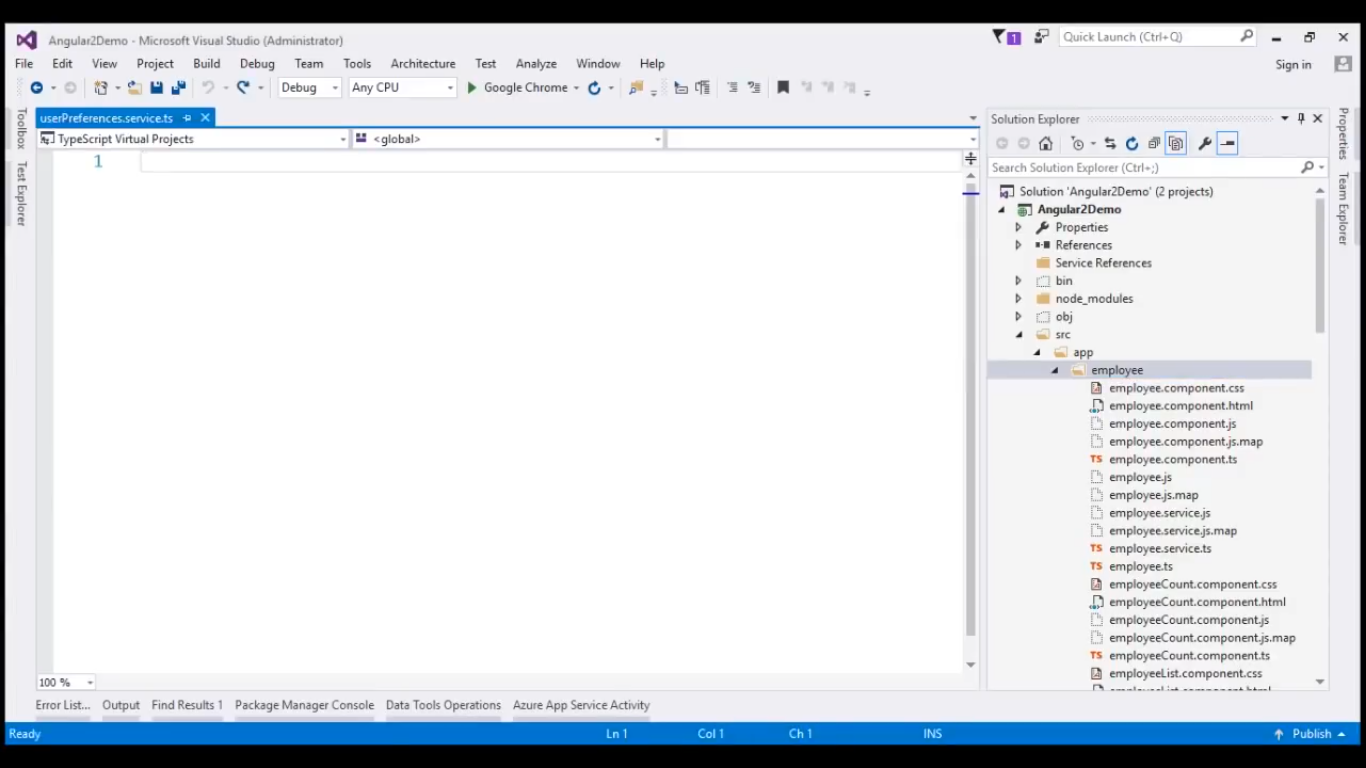 Angular2Demo - Microsoft Visual Studio (Administrator)
1
Quick Launch (Ctrl+Q)
File Edit View Project Build Debug Team Tools Architecture Test Analyze Window Help
Sign in
Debug Any CPU Google Chrome
Toolbox
Test Explorer
userPreferences.service.ts
TypeScript Virtual Projects <global>
1
100 %
Solution Explorer
Search Solution Explorer (Ctrl+;)
Solution 'Angular2Demo' (2 projects)
Angular2Demo
Properties
References
Service References
bin
node_modules
obj
src
app
employee
employee.component.css
employee.component.html
employee.component.js
employee.component.js.map
employee.component.ts
employee.js
employee.js.map
employee.service.js
employee.service.js.map
TS employee.service.ts
TS employee.ts
employeeCount.component.css
employeeCount.component.html
employeeCount.component.js
employeeCount.component.js.map
TS employeeCount.component.ts
employeeList.component.css
Properties
Team Explorer
Error List... Output Find Results 1 Package Manager Console Data Tools Operations Azure App Service Activity
Ready Ln 1 Col 1 Ch 1 INS Publish